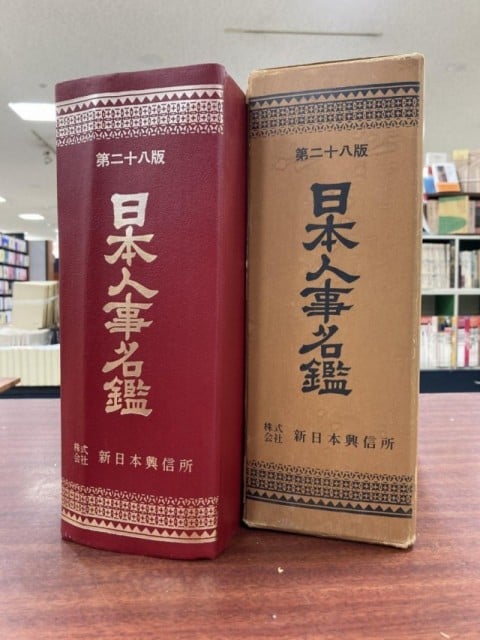 第二十八版
日本人事名鑑
株式会社 新日本興信所
第二十八版
日本人事名鑑
株式会社 新日本興信所